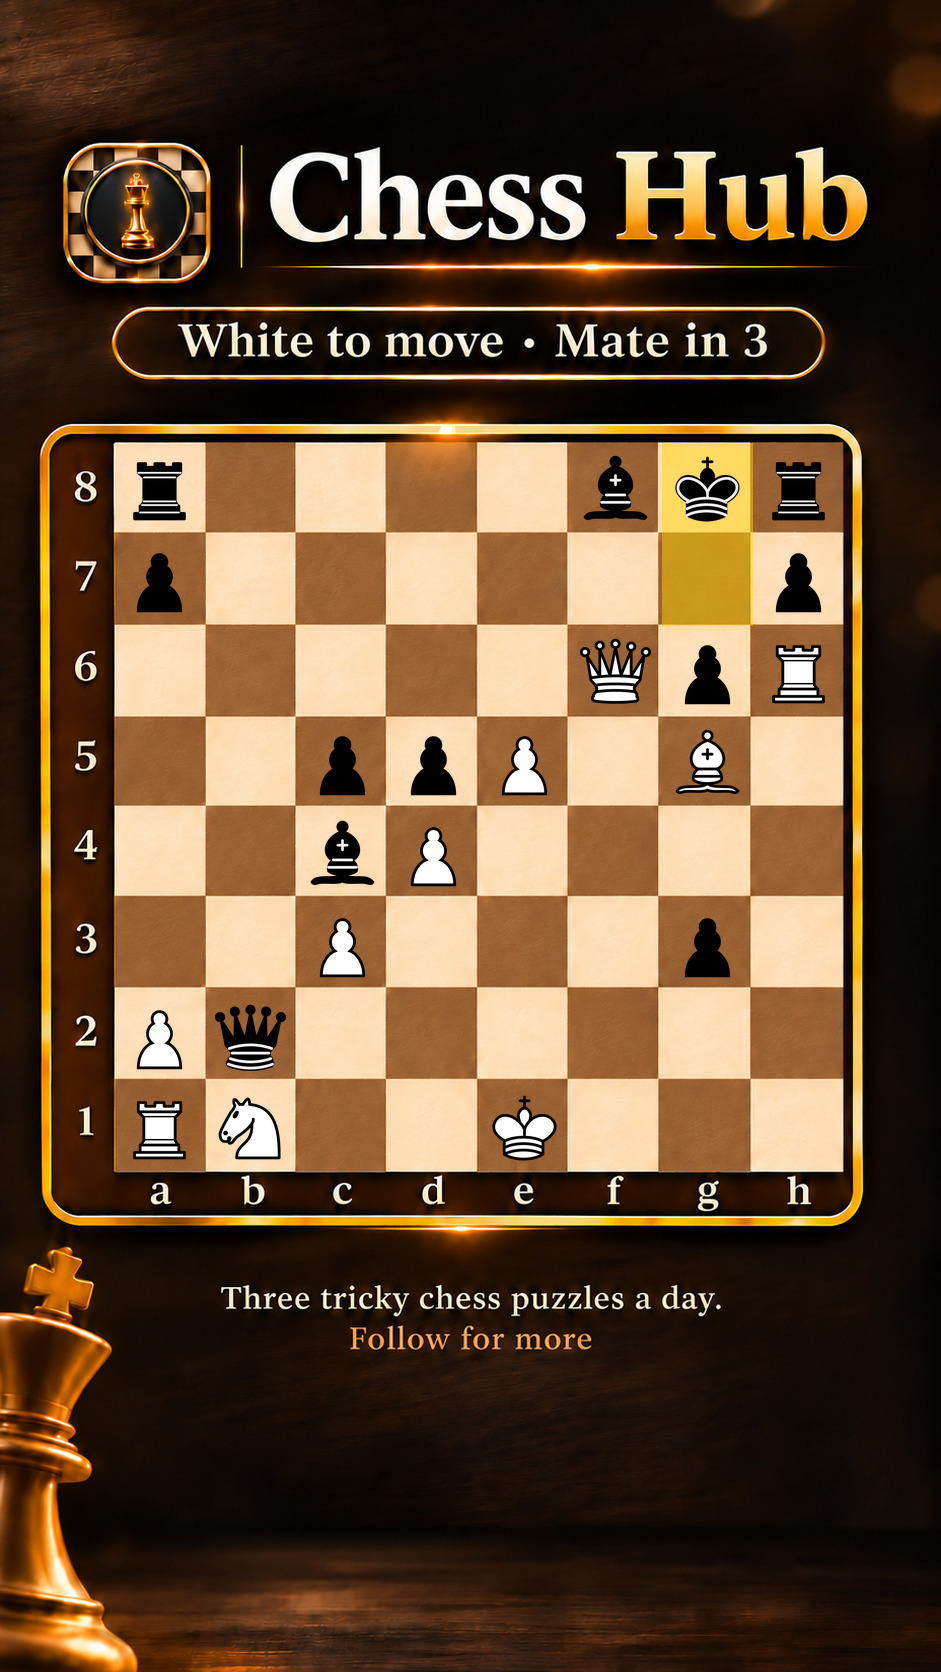 Chess Hub
White to move • Mate in 3
8
7
6
5
4
3
2
1
a b c d e f g h
Three tricky chess puzzles a day.
Follow for more